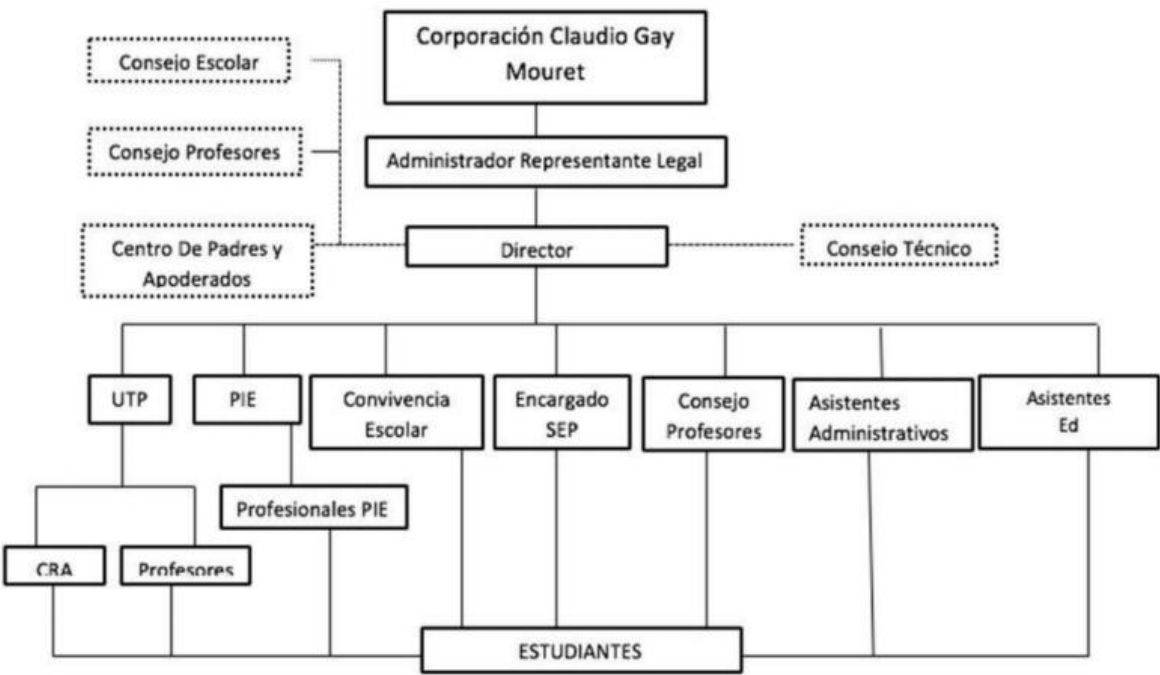 Corporación Claudio Gay
Mouret
Consejo Escolar
Consejo Profesores
Administrador Representante Legal
Centro De Padres y
Apoderados
Director
Consejo Técnico
UTP
PIE
Convivencia
Escolar
Encargado
SEP
Consejo
Profesores
Asistentes
Administrativos
Asistentes
Ed
Profesionales PIE
CRA
Profesores
ESTUDIANTES